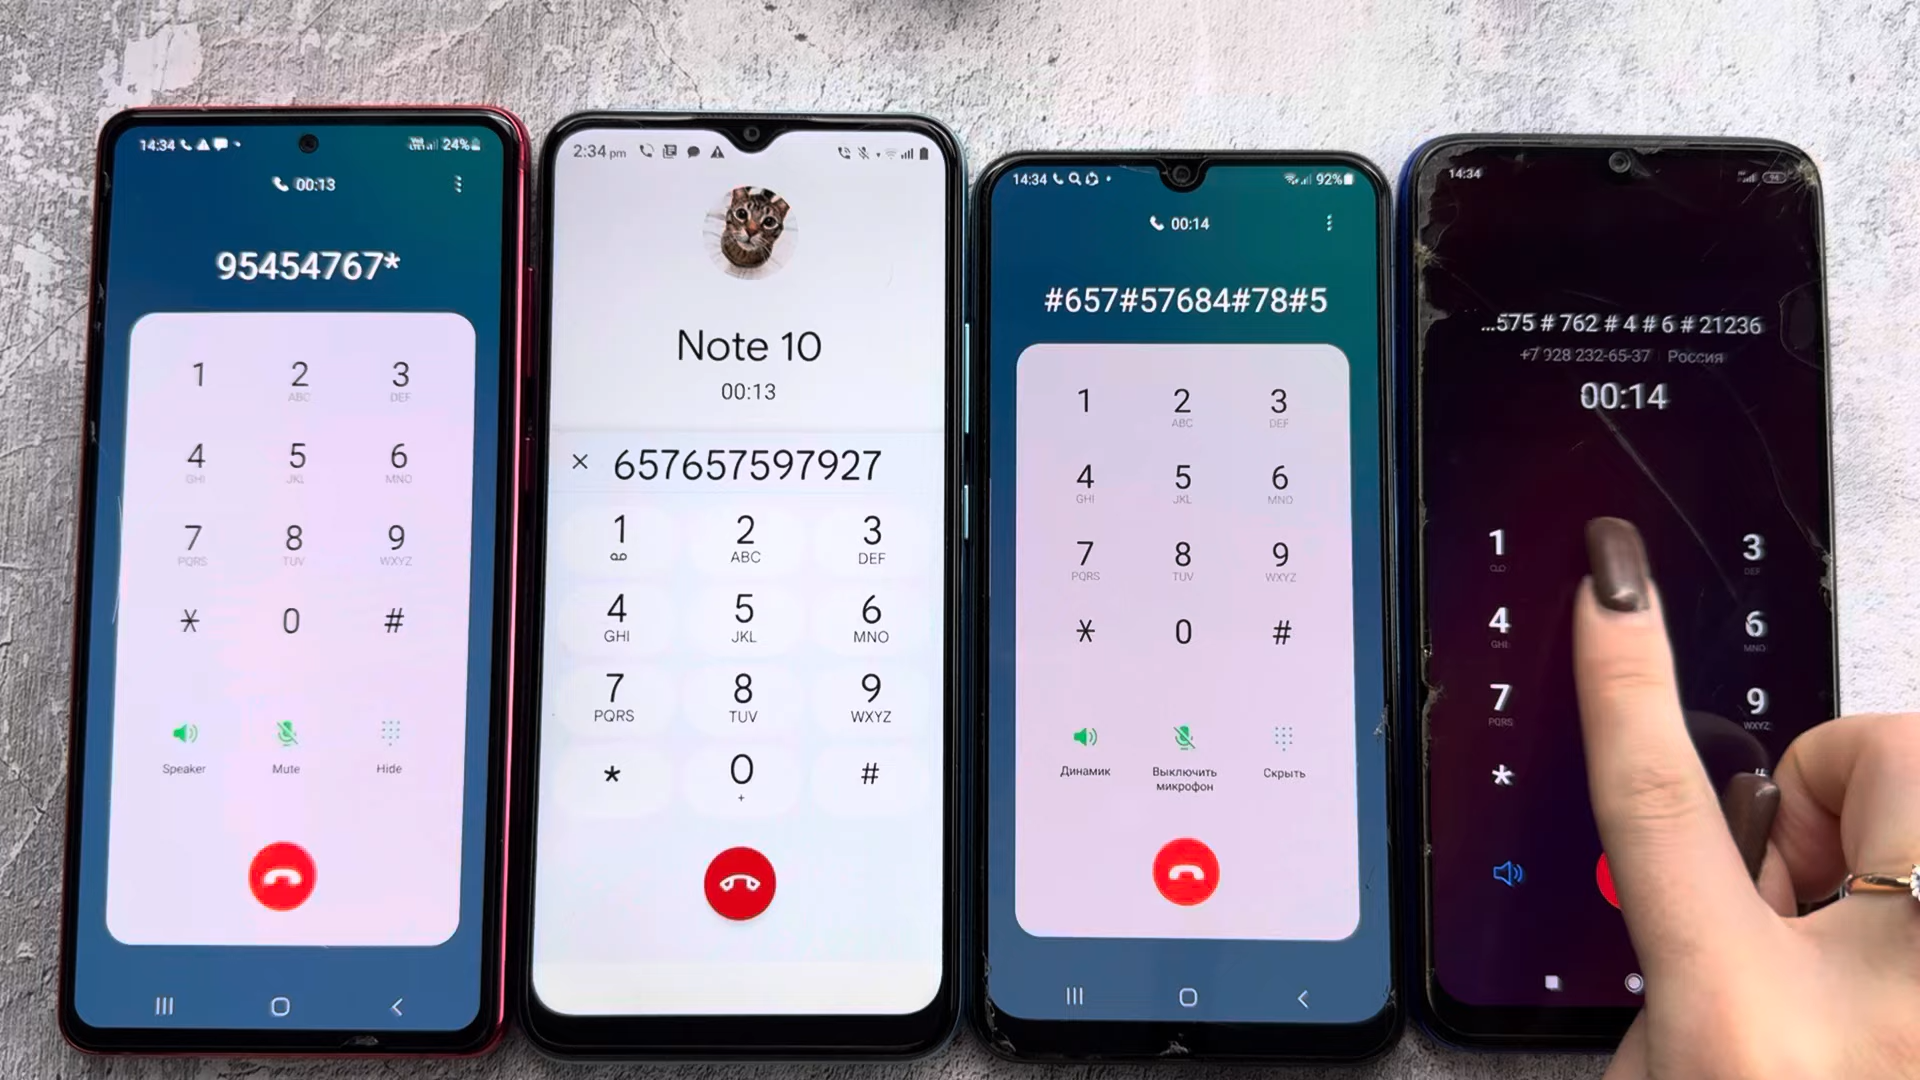 14:34 24%
00:13
95454767*
1 2 3
ABC DEF
4 5 6
GHI JKL MNO
7 8 9
PQRS TUV WXYZ
* 0 #
Speaker Mute Hide
2:34 pm
Note 10
00:13
× 657657597927
1 2 3
ABC DEF
4 5 6
GHI JKL MNO
7 8 9
PQRS TUV WXYZ
* 0 #
+
14:34 92%
00:14
#657#57684#78#5
1 2 3
ABC DEF
4 5 6
GHI JKL MNO
7 8 9
PQRS TUV WXYZ
* 0 #
Динамик Выключить микрофон Скрыть
14:34
...575#762#4#6#21236
+7 928 232-65-37 Россия
00:14
1 3
DEF
4 6
GHI MNO
7 9
PQRS WXYZ
* #